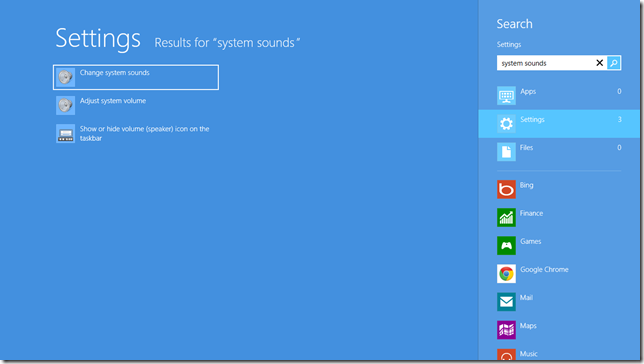 Settings Results for “system sounds”
Change system sounds
Adjust system volume
Show or hide volume (speaker) icon on the
taskbar
Search
Settings
system sounds
Apps 0
Settings 3
Files 0
Bing
Finance
Games
Google Chrome
Mail
Maps
Music